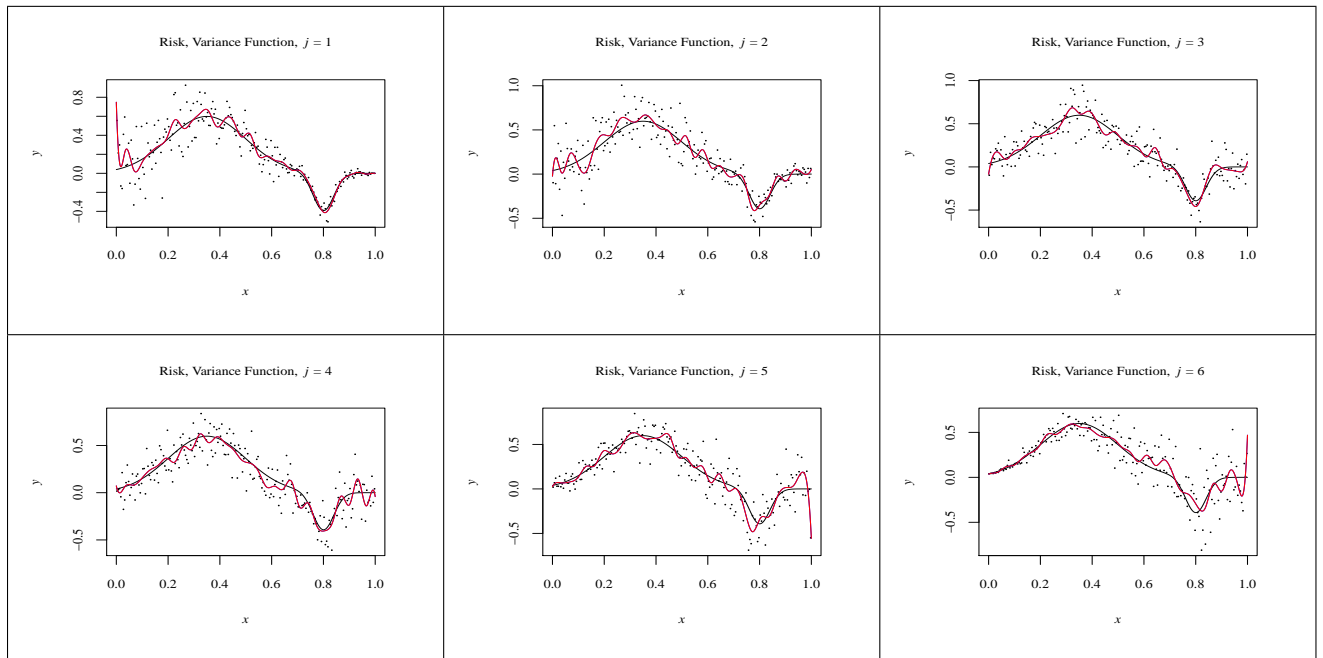 Risk, Variance Function, j = 1
y
0.8
0.0
−0.4
0.0 0.2 0.4 0.6 0.8 1.0
x
Risk, Variance Function, j = 2
y
1.0
0.5
0.0
−0.5
0.0 0.2 0.4 0.6 0.8 1.0
x
Risk, Variance Function, j = 3
y
1.0
0.5
0.0
−0.5
0.0 0.2 0.4 0.6 0.8 1.0
x
Risk, Variance Function, j = 4
y
0.5
0.0
−0.5
0.0 0.2 0.4 0.6 0.8 1.0
x
Risk, Variance Function, j = 5
y
0.5
0.0
−0.5
0.0 0.2 0.4 0.6 0.8 1.0
x
Risk, Variance Function, j = 6
y
0.5
0.0
−0.5
0.0 0.2 0.4 0.6 0.8 1.0
x